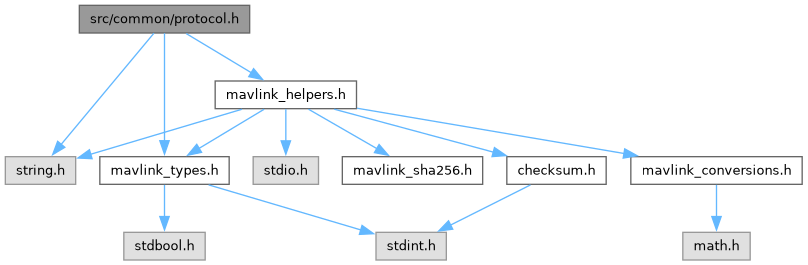 src/common/protocol.h
mavlink_helpers.h
string.h
mavlink_types.h
stdio.h
mavlink_sha256.h
checksum.h
mavlink_conversions.h
stdbool.h
stdint.h
math.h